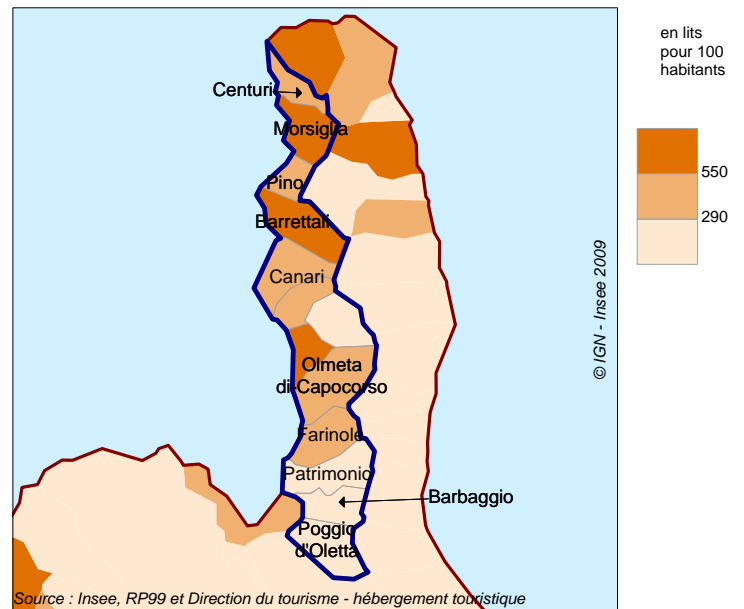 en lits
pour 100
habitants
550
290
Centuri
Morsiglia
Pino
Barrettali
Canari
Olmeta
di-Capocorso
Farinole
Patrimonio
Barbaggio
Poggio
d'Oletta
© IGN - Insee 2009
Source : Insee, RP99 et Direction du tourisme - hébergement touristique